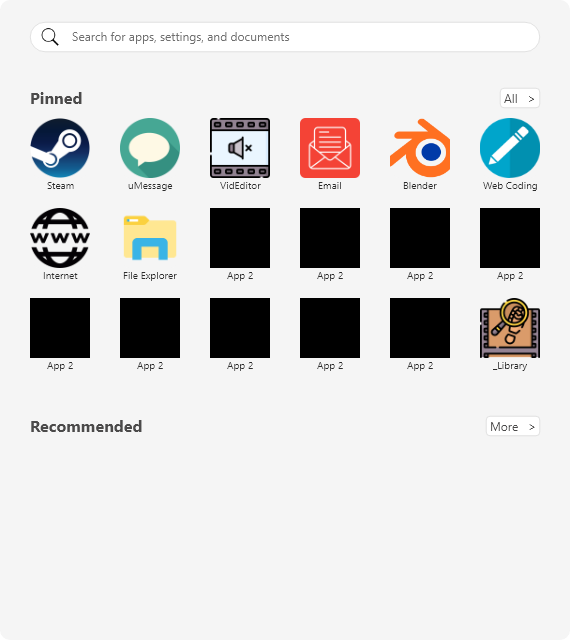 Search for apps, settings, and documents
Pinned
All >
Steam
uMessage
VidEditor
Email
Blender
Web Coding
WWW
Internet
File Explorer
App 2
App 2
App 2
App 2
App 2
App 2
App 2
App 2
App 2
_Library
Recommended
More >